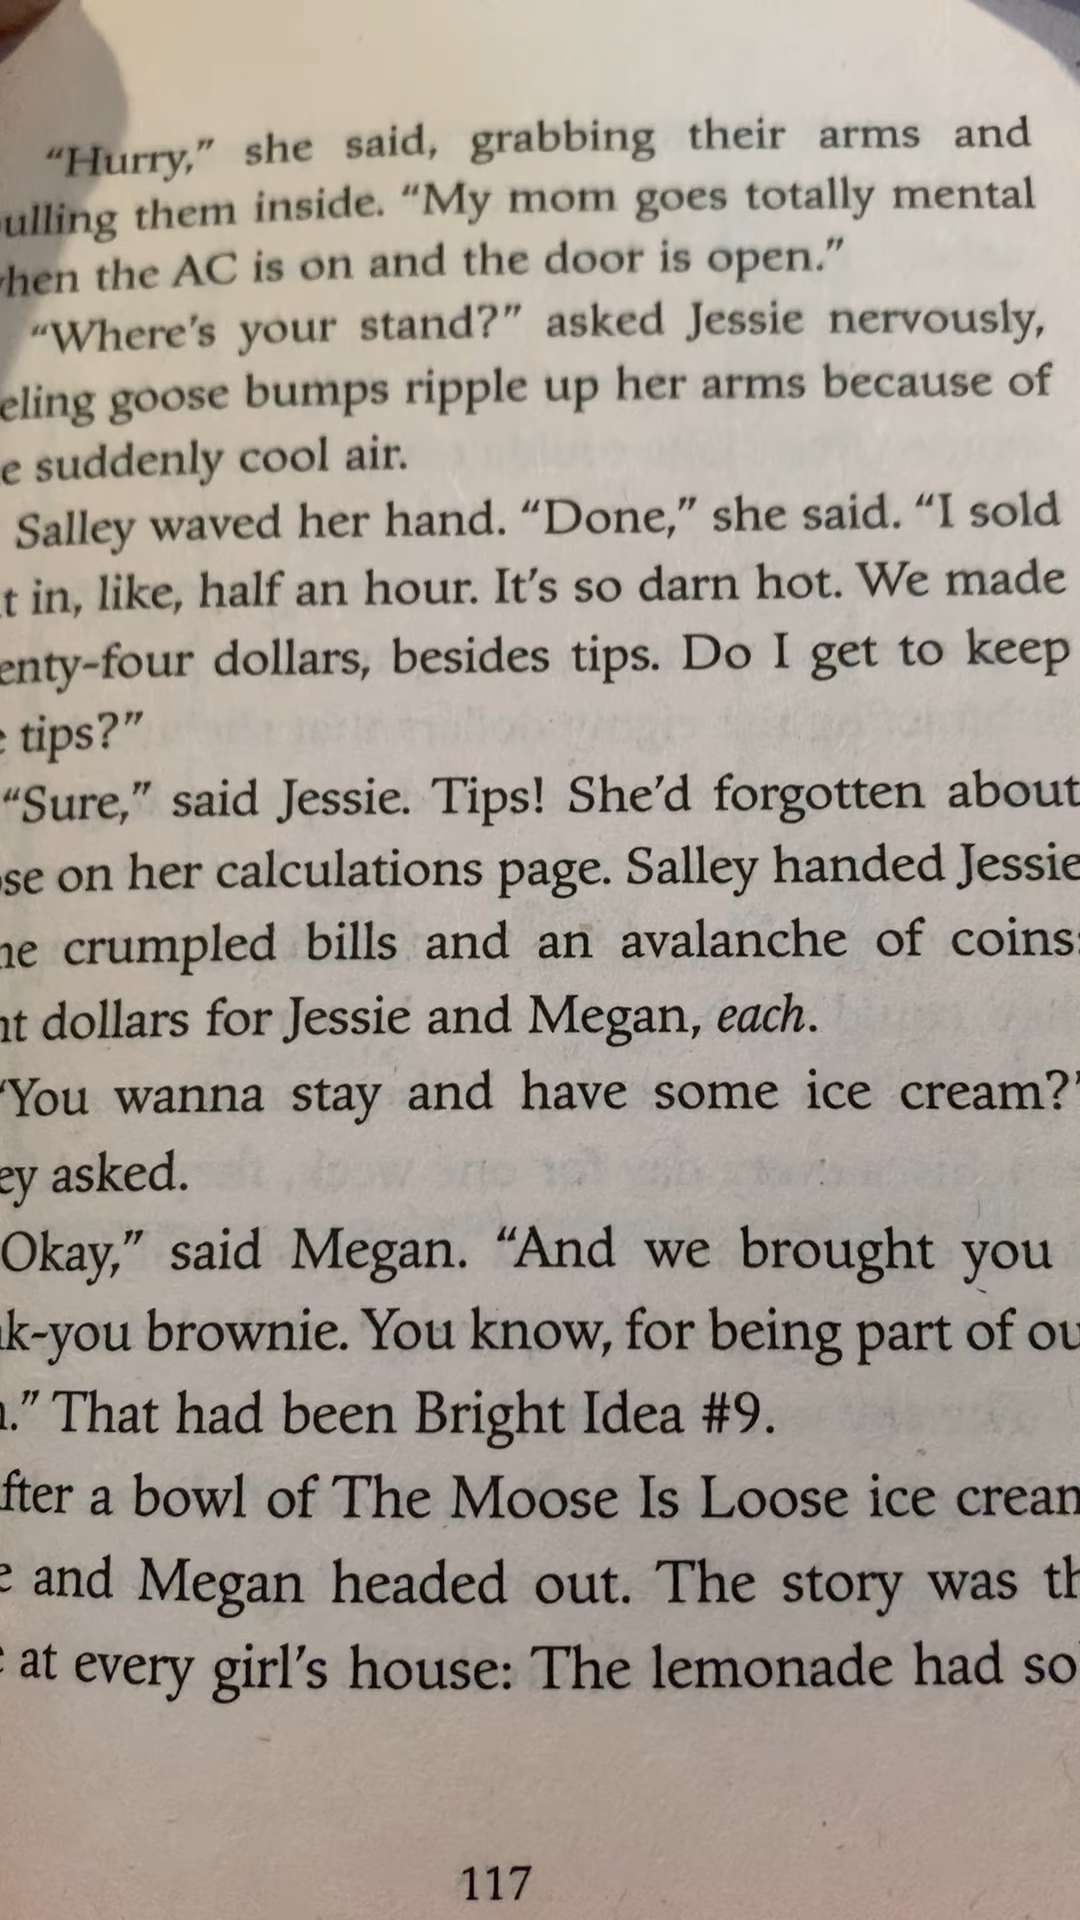 “Hurry,” she said, grabbing their arms and
ulling them inside. “My mom goes totally mental
hen the AC is on and the door is open.”
“Where’s your stand?” asked Jessie nervously,
eling goose bumps ripple up her arms because of
e suddenly cool air.
Salley waved her hand. “Done,” she said. “I sold
t in, like, half an hour. It’s so darn hot. We made
enty-four dollars, besides tips. Do I get to keep
tips?”
“Sure,” said Jessie. Tips! She’d forgotten about
se on her calculations page. Salley handed Jessie
he crumpled bills and an avalanche of coins:
ht dollars for Jessie and Megan, each.
“You wanna stay and have some ice cream?”
ey asked.
Okay,” said Megan. “And we brought you
k-you brownie. You know, for being part of ou
.” That had been Bright Idea #9.
fter a bowl of The Moose Is Loose ice crean
e and Megan headed out. The story was th
at every girl’s house: The lemonade had so
117